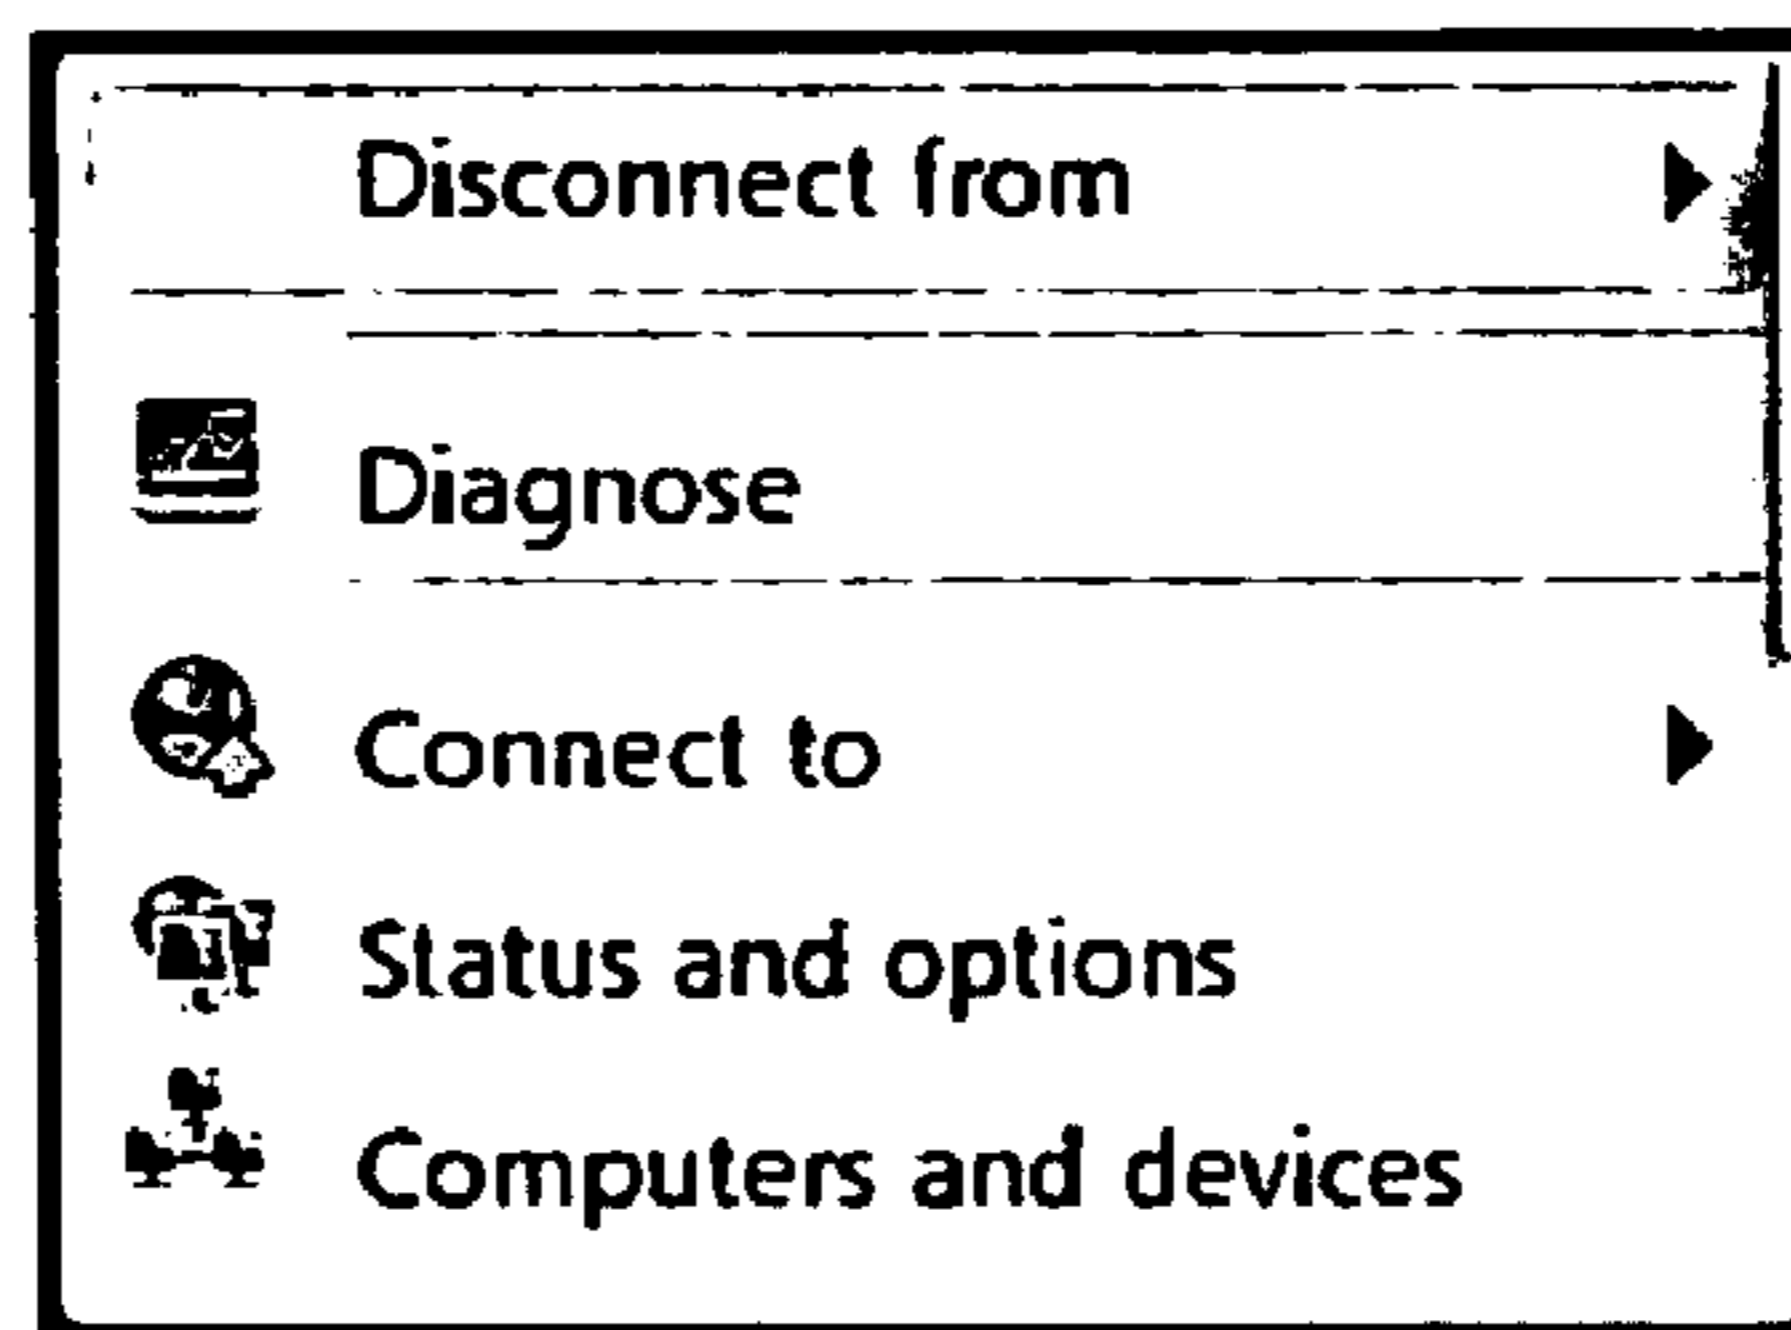 Disconnect from
Diagnose
Connect to
Status and options
Computers and devices